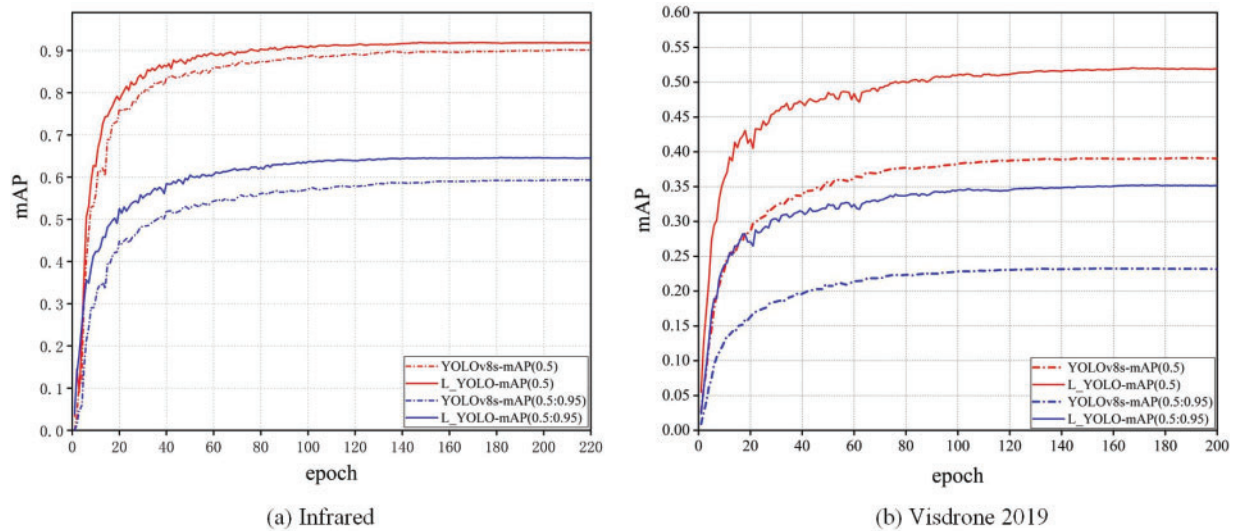 mAP
0.9
0.8
0.7
0.6
0.5
0.4
0.3
0.2
0.1
0.0
0 20 40 60 80 100 120 140 160 180 200 220
epoch
YOLOv8s-mAP(0.5)
L_YOLO-mAP(0.5)
YOLOv8s-mAP(0.5:0.95)
L_YOLO-mAP(0.5:0.95)
(a) Infrared
mAP
0.60
0.55
0.50
0.45
0.40
0.35
0.30
0.25
0.20
0.15
0.10
0.05
0.00
0 20 40 60 80 100 120 140 160 180 200
epoch
YOLOv8s-mAP(0.5)
L_YOLO-mAP(0.5)
YOLOv8s-mAP(0.5:0.95)
L_YOLO-mAP(0.5:0.95)
(b) Visdrone 2019